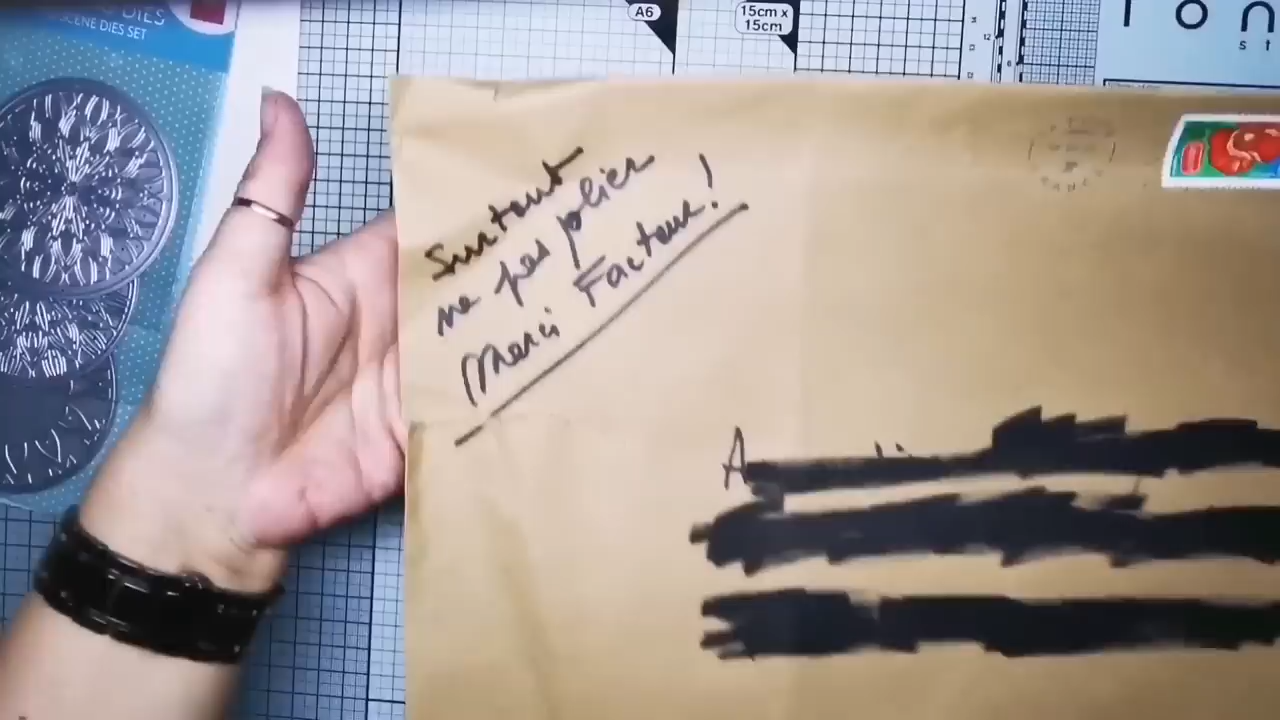 DIES
SCENE DIES SET
A6
15cm x
15cm
Surtout
ne pas plier
Merci Facteur!
A